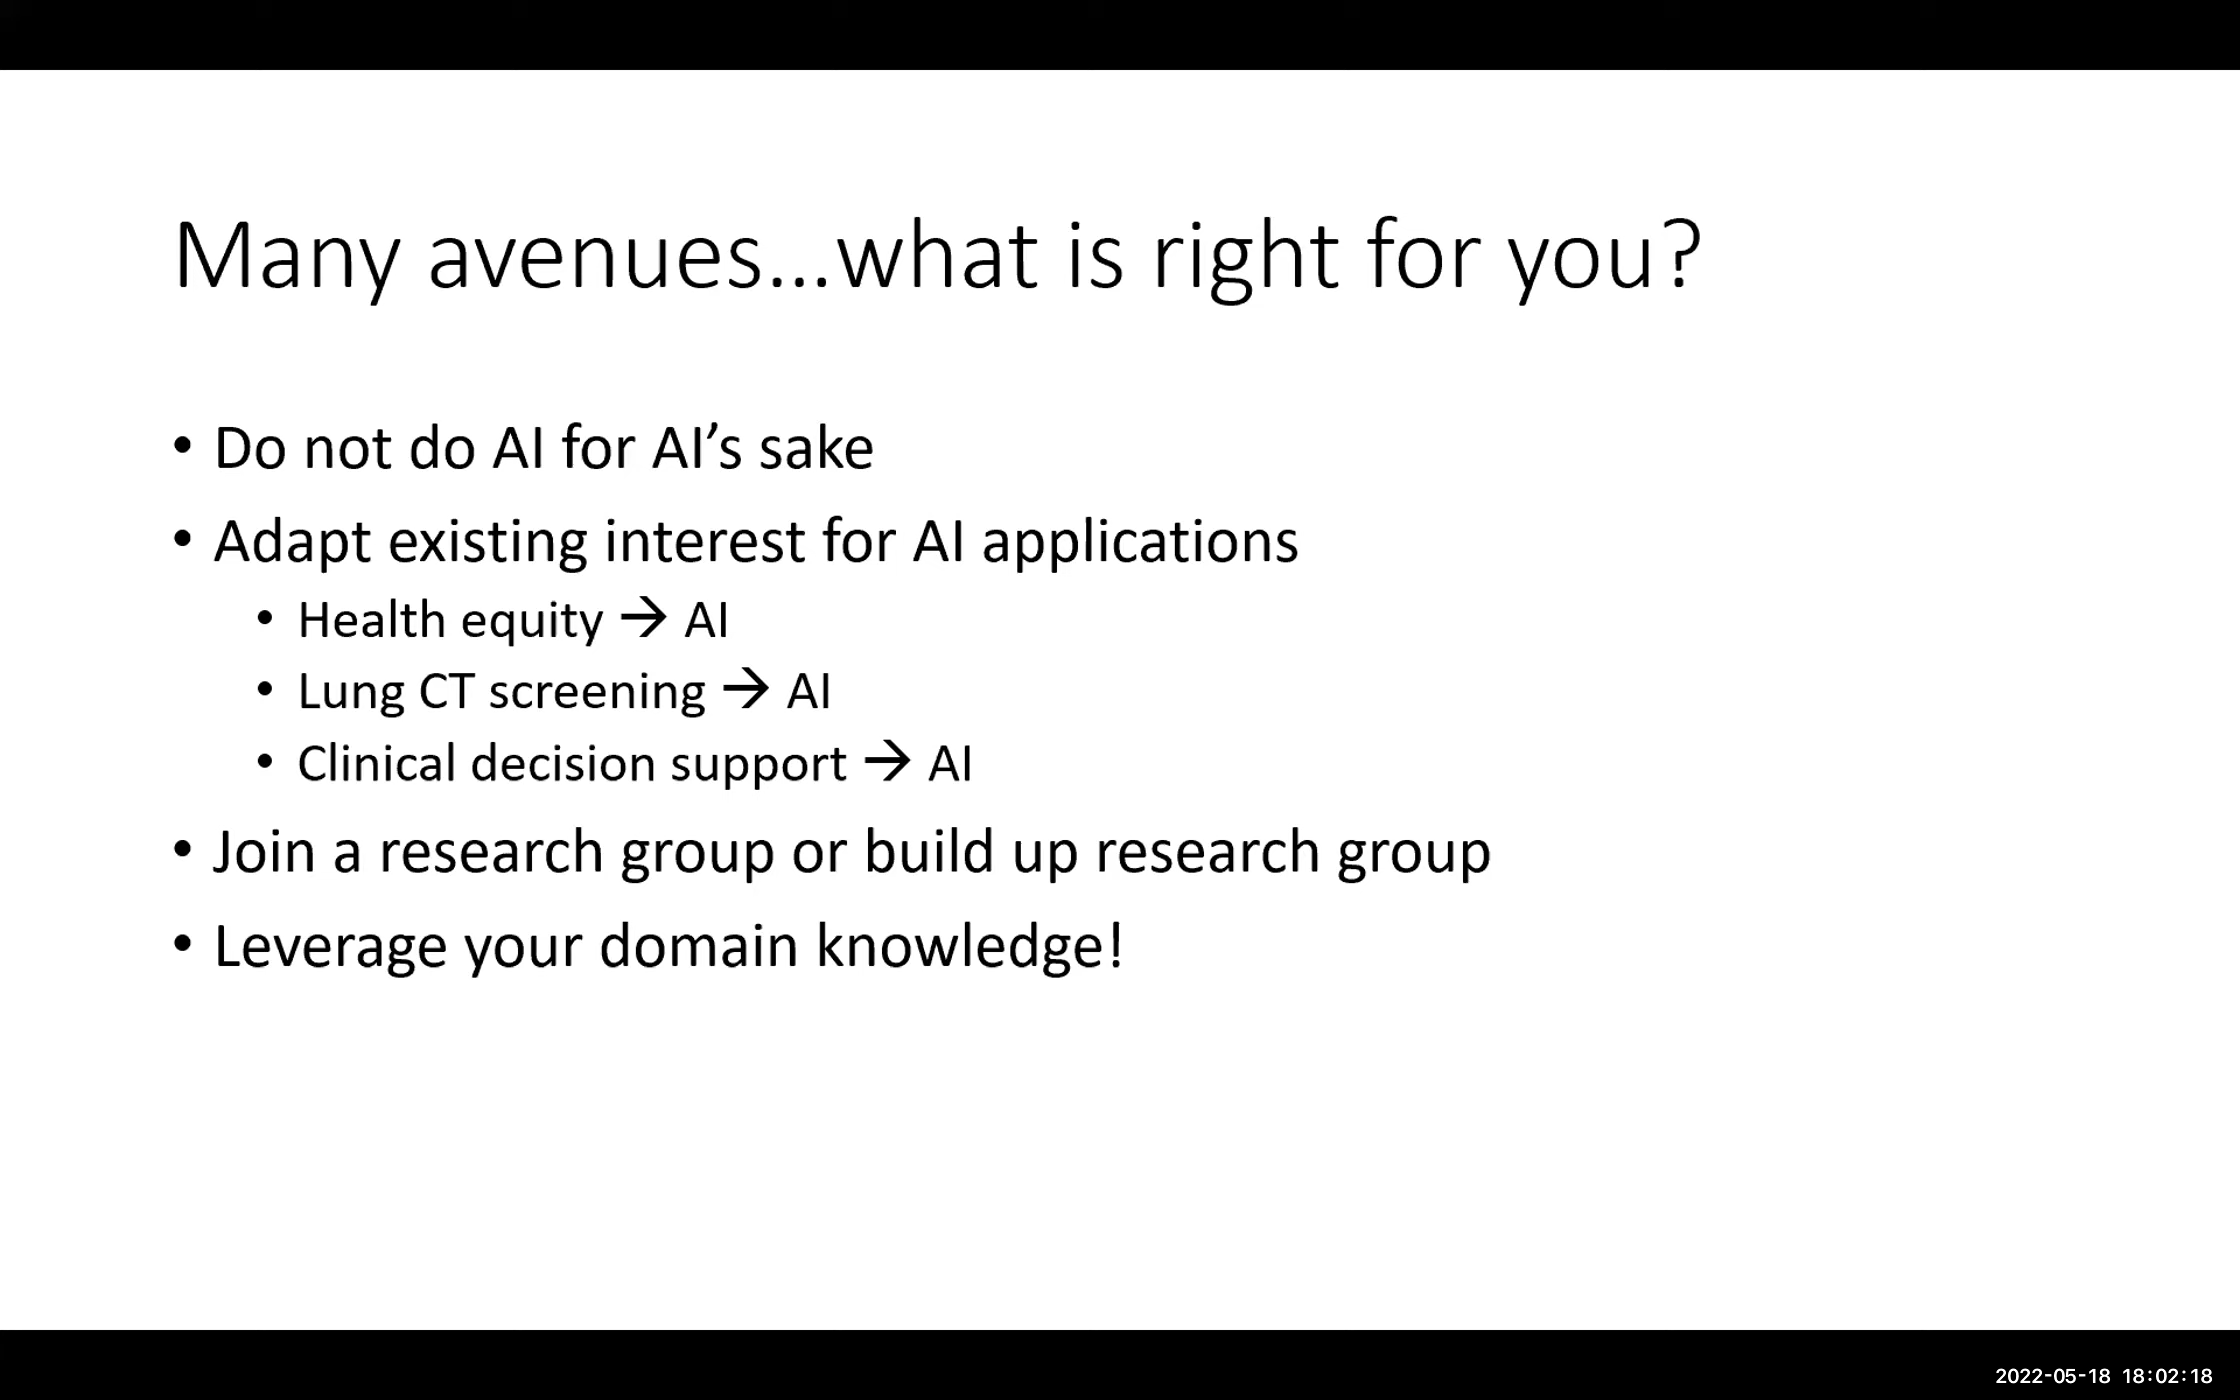 Many avenues...what is right for you?
• Do not do AI for AI’s sake
• Adapt existing interest for AI applications
• Health equity → AI
• Lung CT screening → AI
• Clinical decision support → AI
• Join a research group or build up research group
• Leverage your domain knowledge!
2022-05-18 18:02:18